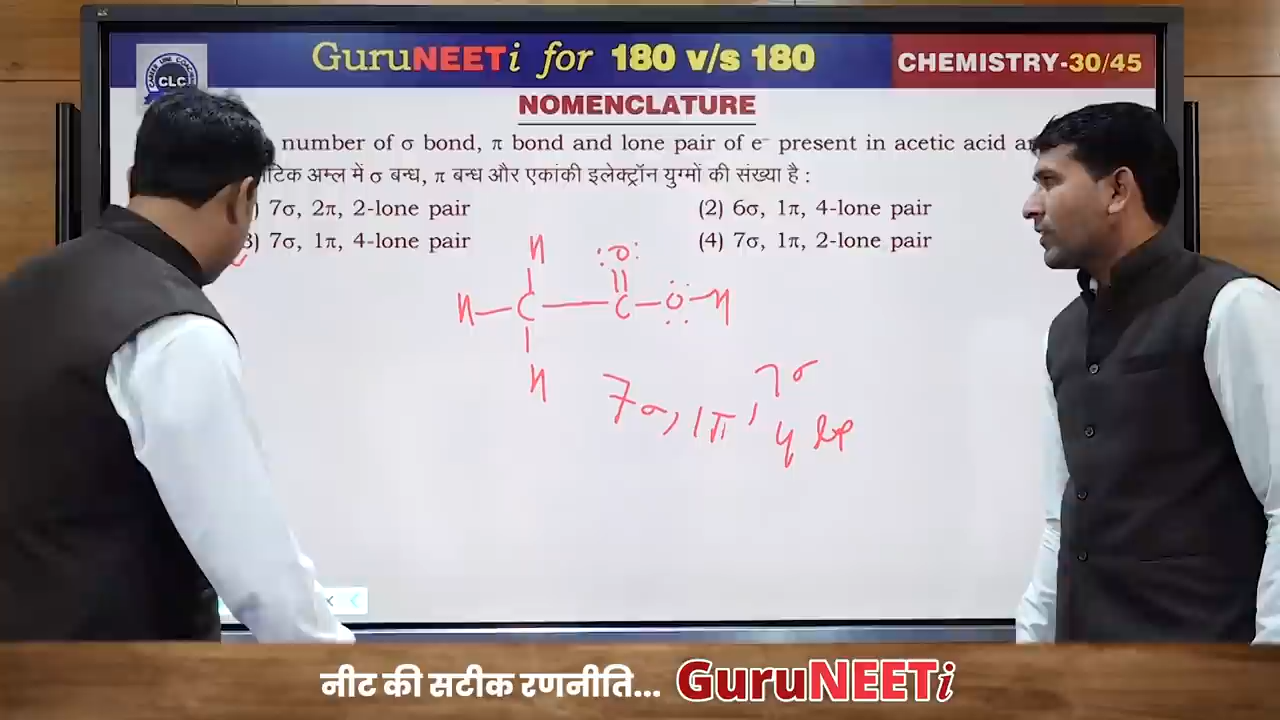 GuruNEETi for 180 v/s 180
CHEMISTRY-30/45
CLC
NOMENCLATURE
number of σ bond, π bond and lone pair of e⁻ present in acetic acid
अम्ल में σ बन्ध, π बन्ध और एकांकी इलेक्ट्रॉन युग्मों की संख्या है :
7σ, 2π, 2-lone pair
(2) 6σ, 1π, 4-lone pair
3) 7σ, 1π, 4-lone pair
(4) 7σ, 1π, 2-lone pair
H :O:
H—C—C—O—H
H
7σ
7σ, 1π, 4 lp
नीट की सटीक रणनीति... GuruNEETi